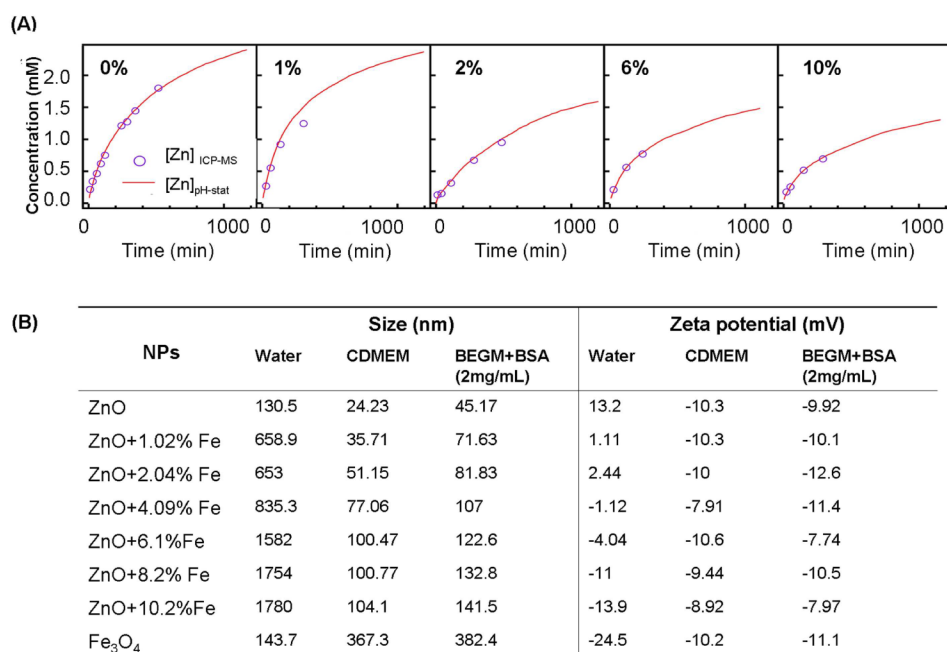 (A)
0% 1% 2% 6% 10%
Concentration (mM)
2.0
1.5
1.0
0.5
0.0
[Zn] ICP-MS
[Zn]pH-stat
0 1000 0 1000 0 1000 0 1000 0 1000
Time (min) Time (min) Time (min) Time (min) Time (min)
(B)
Size (nm) Zeta potential (mV)
NPs Water CDMEM BEGM+BSA (2mg/mL) Water CDMEM BEGM+BSA (2mg/mL)
ZnO 130.5 24.23 45.17 13.2 -10.3 -9.92
ZnO+1.02% Fe 658.9 35.71 71.63 1.11 -10.3 -10.1
ZnO+2.04% Fe 653 51.15 81.83 2.44 -10 -12.6
ZnO+4.09% Fe 835.3 77.06 107 -1.12 -7.91 -11.4
ZnO+6.1%Fe 1582 100.47 122.6 -4.04 -10.6 -7.74
ZnO+8.2% Fe 1754 100.77 132.8 -11 -9.44 -10.5
ZnO+10.2%Fe 1780 104.1 141.5 -13.9 -8.92 -7.97
Fe₃O₄ 143.7 367.3 382.4 -24.5 -10.2 -11.1